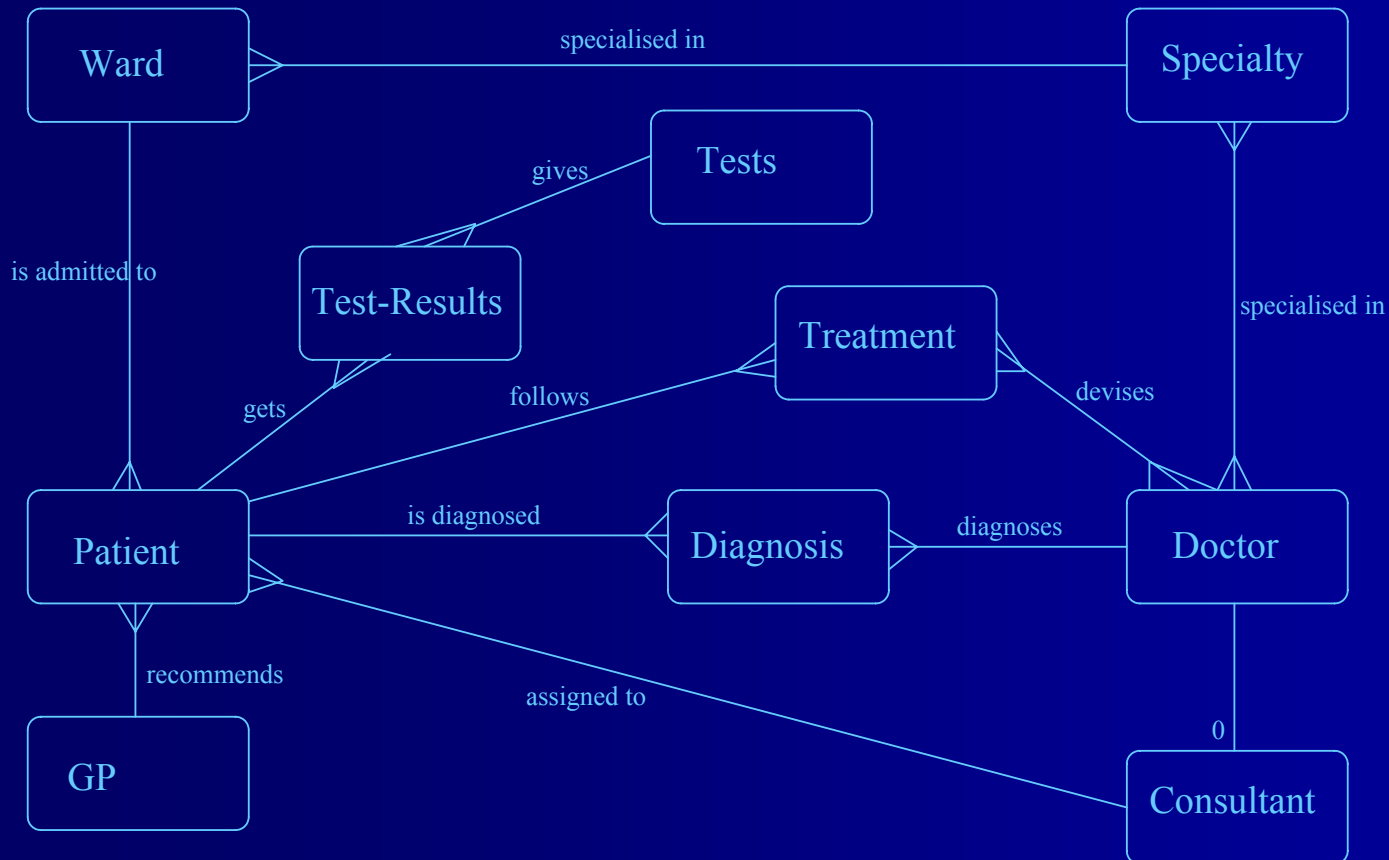 Ward
specialised in
Specialty
Tests
gives
is admitted to
Test-Results
specialised in
Treatment
devises
follows
gets
is diagnosed
diagnoses
Patient
Diagnosis
Doctor
recommends
assigned to
0
GP
Consultant